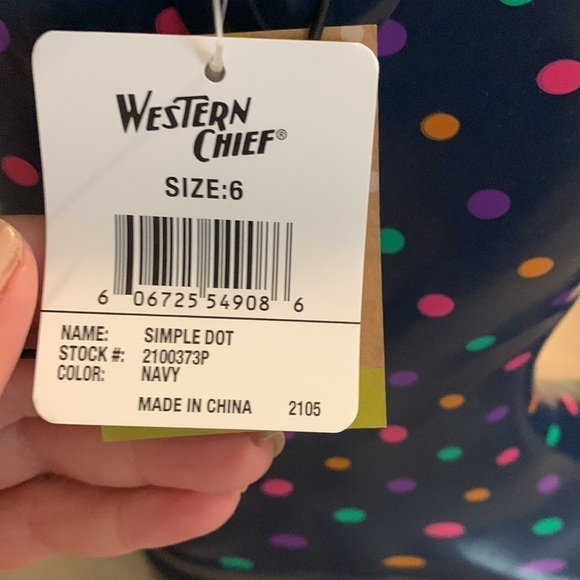 WESTERN
CHIEF®
SIZE:6
6 06725 54908 6
NAME: SIMPLE DOT
STOCK #: 2100373P
COLOR: NAVY
MADE IN CHINA 2105